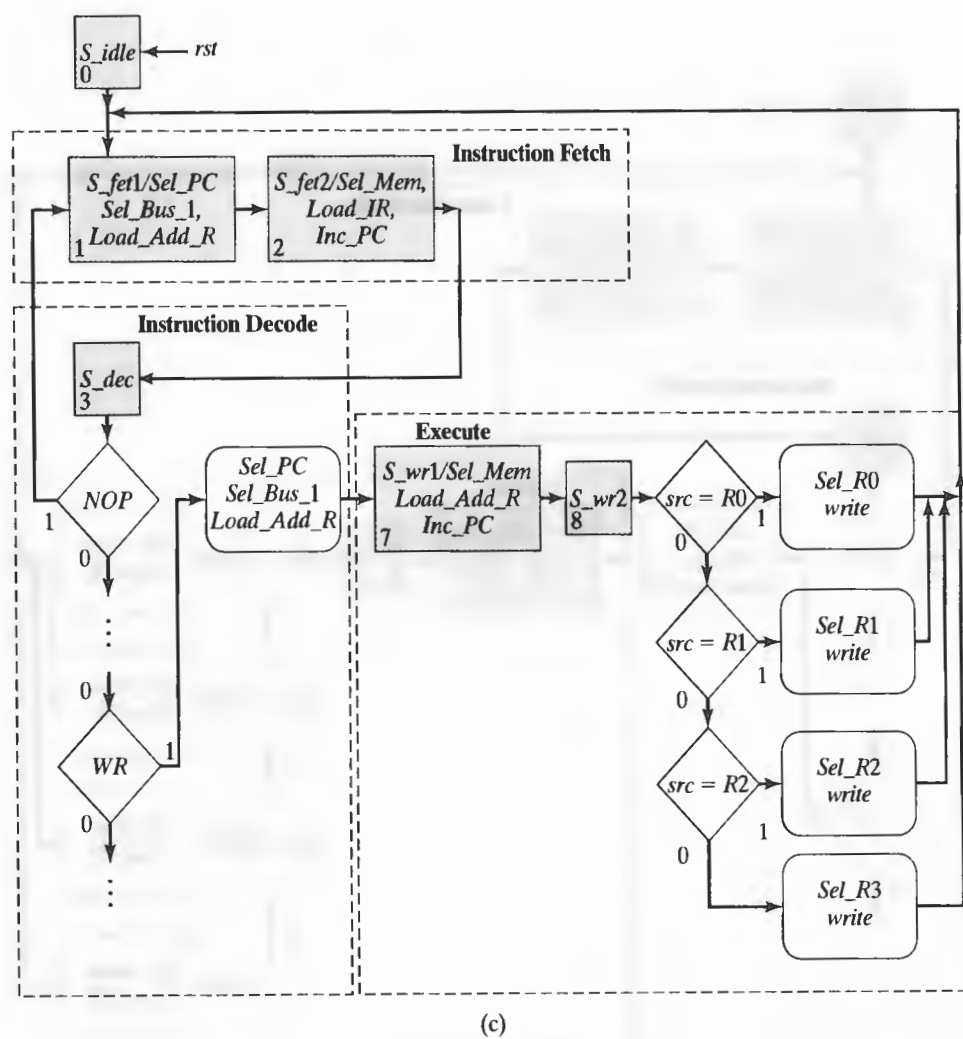 S_idle
0
rst
Instruction Fetch
S_fet1/Sel_PC
Sel_Bus_1,
Load_Add_R
1
S_fet2/Sel_Mem,
Load_IR,
Inc_PC
2
Instruction Decode
S_dec
3
NOP
1
0
Sel_PC
Sel_Bus_1
Load_Add_R
0
WR
1
0
Execute
S_wr1/Sel_Mem
Load_Add_R
Inc_PC
7
S_wr2
8
src = R0
1
0
Sel_R0
write
src = R1
1
0
Sel_R1
write
src = R2
1
0
Sel_R2
write
Sel_R3
write
(c)